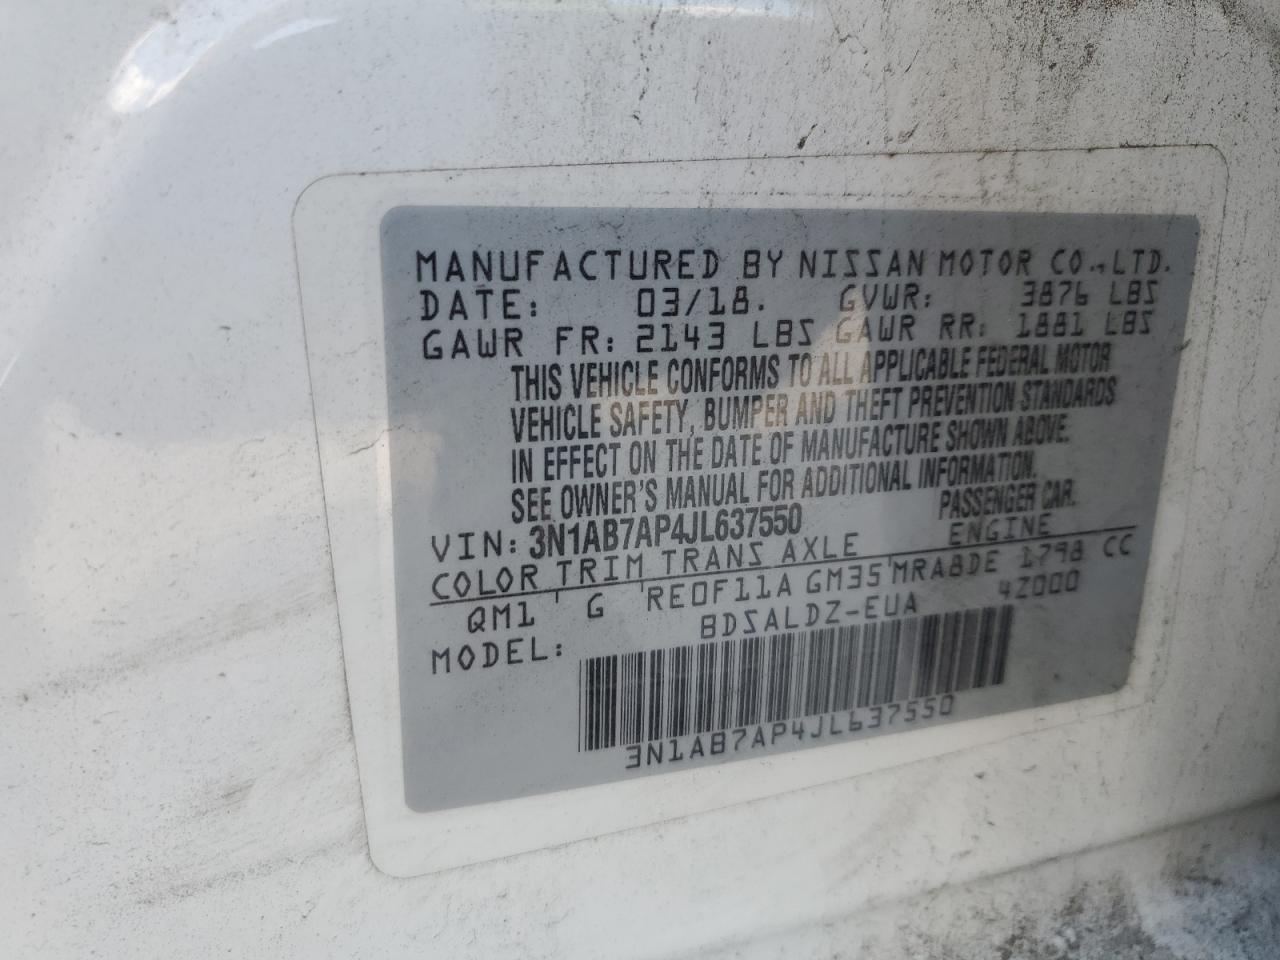 MANUFACTURED BY NISSAN MOTOR CO.,LTD.
DATE: 03/18. GVWR: 3876 LBS
GAWR FR: 2143 LBS GAWR RR: 1881 LBS
THIS VEHICLE CONFORMS TO ALL APPLICABLE FEDERAL MOTOR
VEHICLE SAFETY, BUMPER AND THEFT PREVENTION STANDARDS
IN EFFECT ON THE DATE OF MANUFACTURE SHOWN ABOVE.
SEE OWNER'S MANUAL FOR ADDITIONAL INFORMATION.
VIN: 3N1AB7AP4JL637550 PASSENGER CAR.
COLOR TRIM TRANS AXLE ENGINE
QM1 ' G 'RE0F11A GM35'MRA8DE 1798 CC
MODEL: BDSALDZ-EUA 4Z000
3N1AB7AP4JL637550